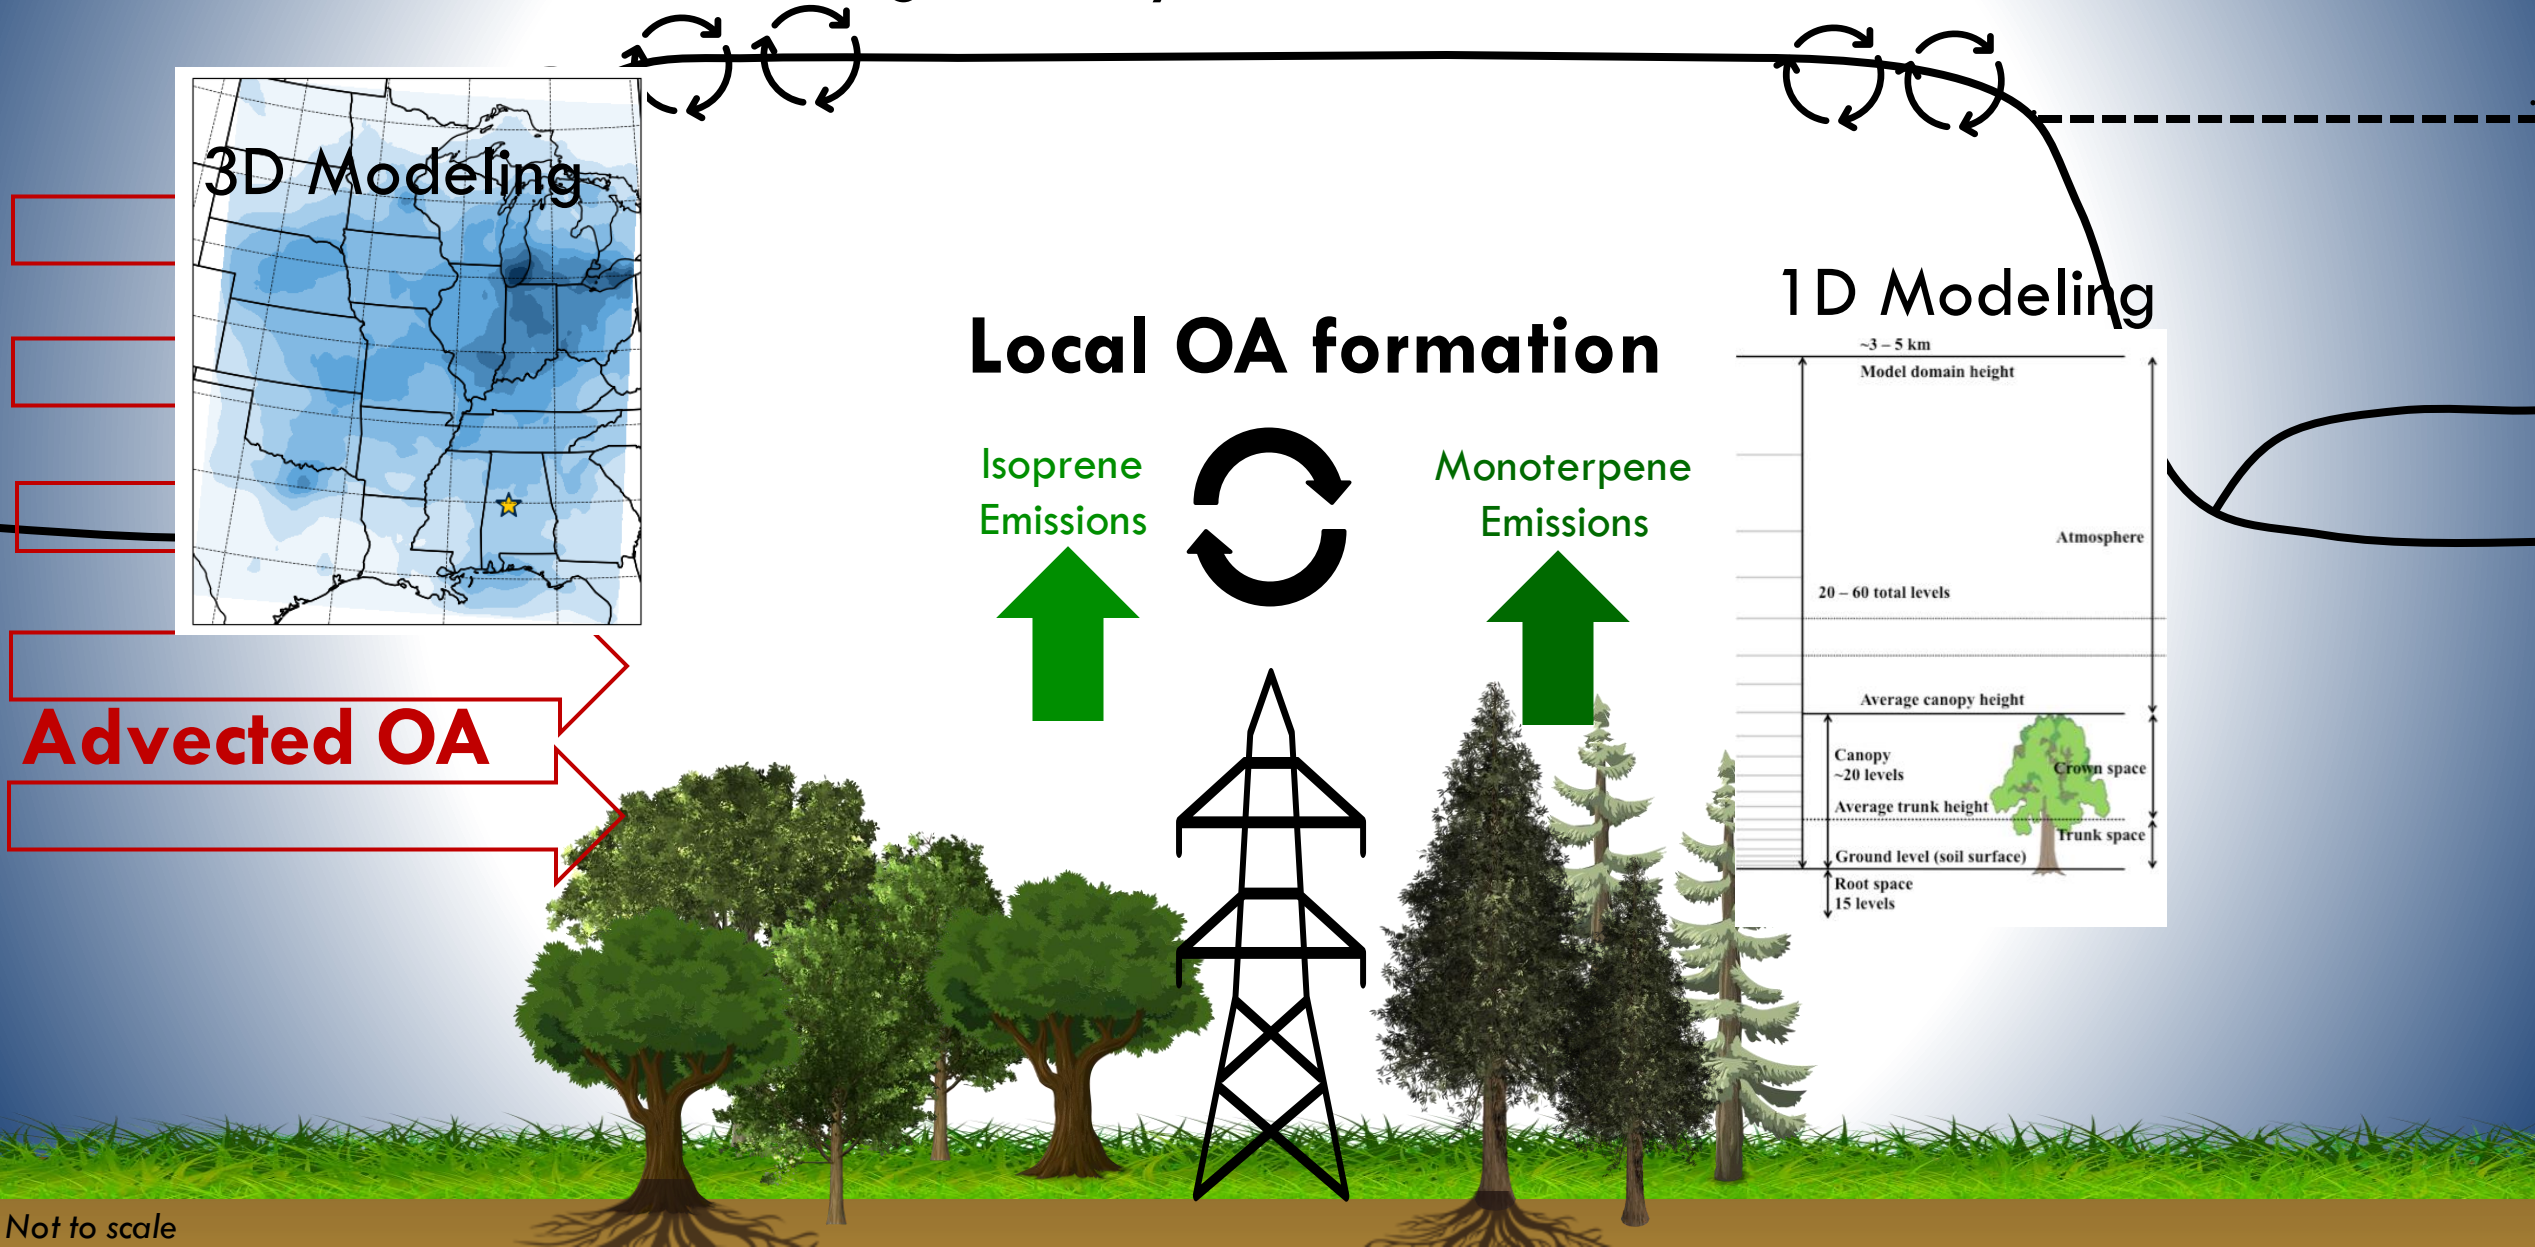 3D Modeling
1D Modeling
Local OA formation
Isoprene
Emissions
Monoterpene
Emissions
Advected OA
~3 – 5 km
Model domain height
Atmosphere
20 – 60 total levels
Average canopy height
Canopy
~20 levels
Crown space
Average trunk height
Trunk space
Ground level (soil surface)
Root space
15 levels
Not to scale